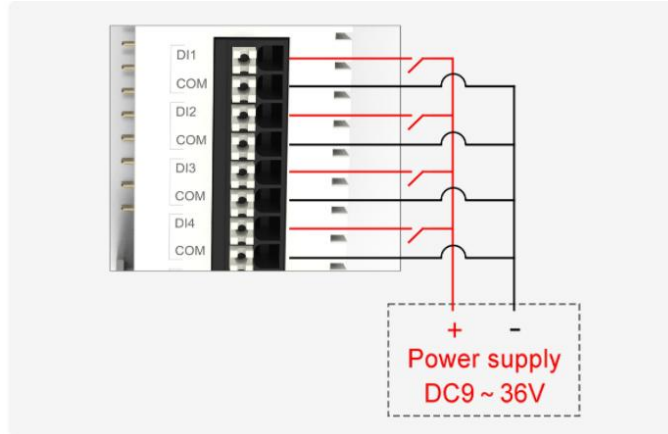 DI1
COM
DI2
COM
DI3
COM
DI4
COM
+ -
Power supply
DC9 ~ 36V